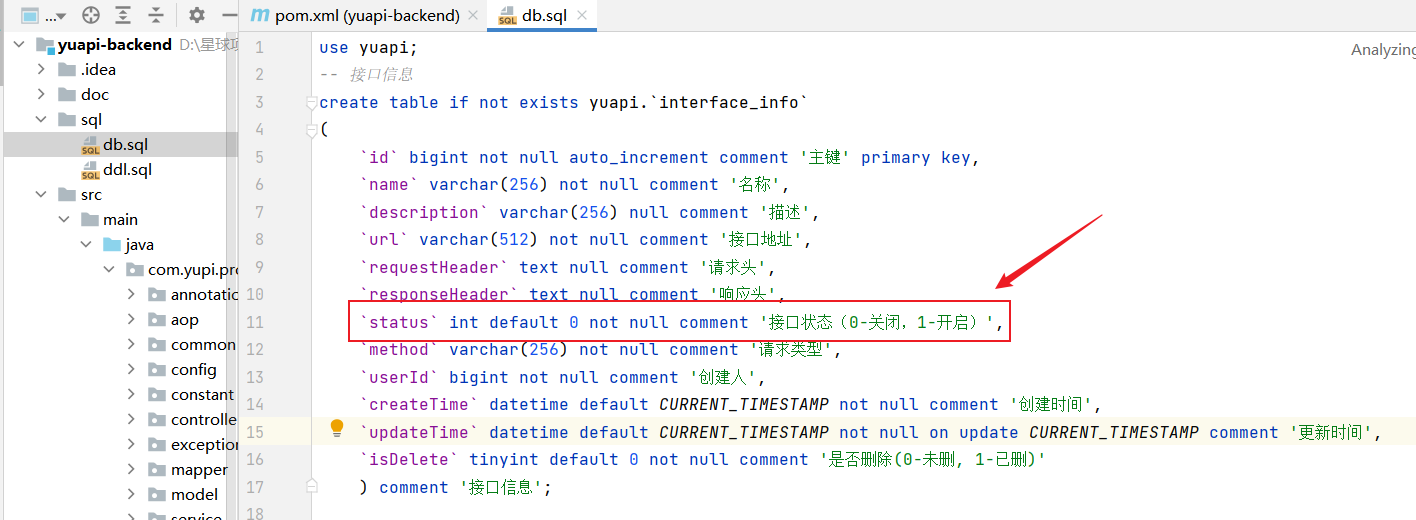 ...
pom.xml (yuapi-backend)
db.sql
yuapi-backend D:\星球项
.idea
doc
sql
db.sql
ddl.sql
src
main
java
com.yupi.pro
annotatio
aop
common
config
constant
controlle
exception
mapper
model
service
Analyzing
1 use yuapi;
2 -- 接口信息
3 create table if not exists yuapi.`interface_info`
4 (
5 `id` bigint not null auto_increment comment '主键' primary key,
6 `name` varchar(256) not null comment '名称',
7 `description` varchar(256) null comment '描述',
8 `url` varchar(512) not null comment '接口地址',
9 `requestHeader` text null comment '请求头',
10 `responseHeader` text null comment '响应头',
11 `status` int default 0 not null comment '接口状态（0-关闭，1-开启）',
12 `method` varchar(256) not null comment '请求类型',
13 `userId` bigint not null comment '创建人',
14 `createTime` datetime default CURRENT_TIMESTAMP not null comment '创建时间',
15 `updateTime` datetime default CURRENT_TIMESTAMP not null on update CURRENT_TIMESTAMP comment '更新时间',
16 `isDelete` tinyint default 0 not null comment '是否删除(0-未删, 1-已删)'
17 ) comment '接口信息';
18